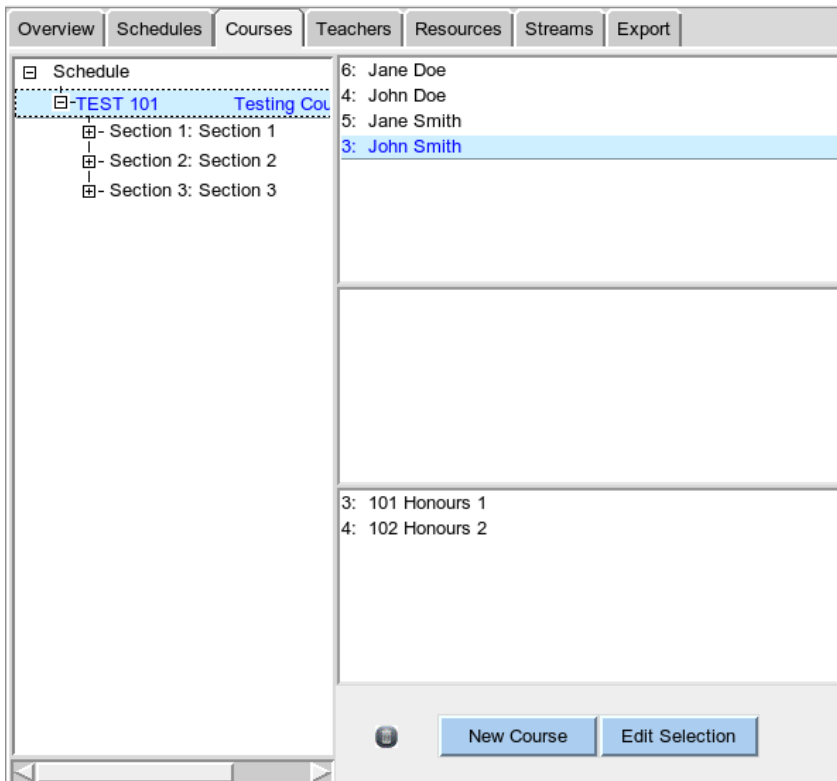 Overview Schedules Courses Teachers Resources Streams Export
Schedule
TEST 101 Testing Cou
Section 1: Section 1
Section 2: Section 2
Section 3: Section 3
6: Jane Doe
4: John Doe
5: Jane Smith
3: John Smith
3: 101 Honours 1
4: 102 Honours 2
New Course Edit Selection